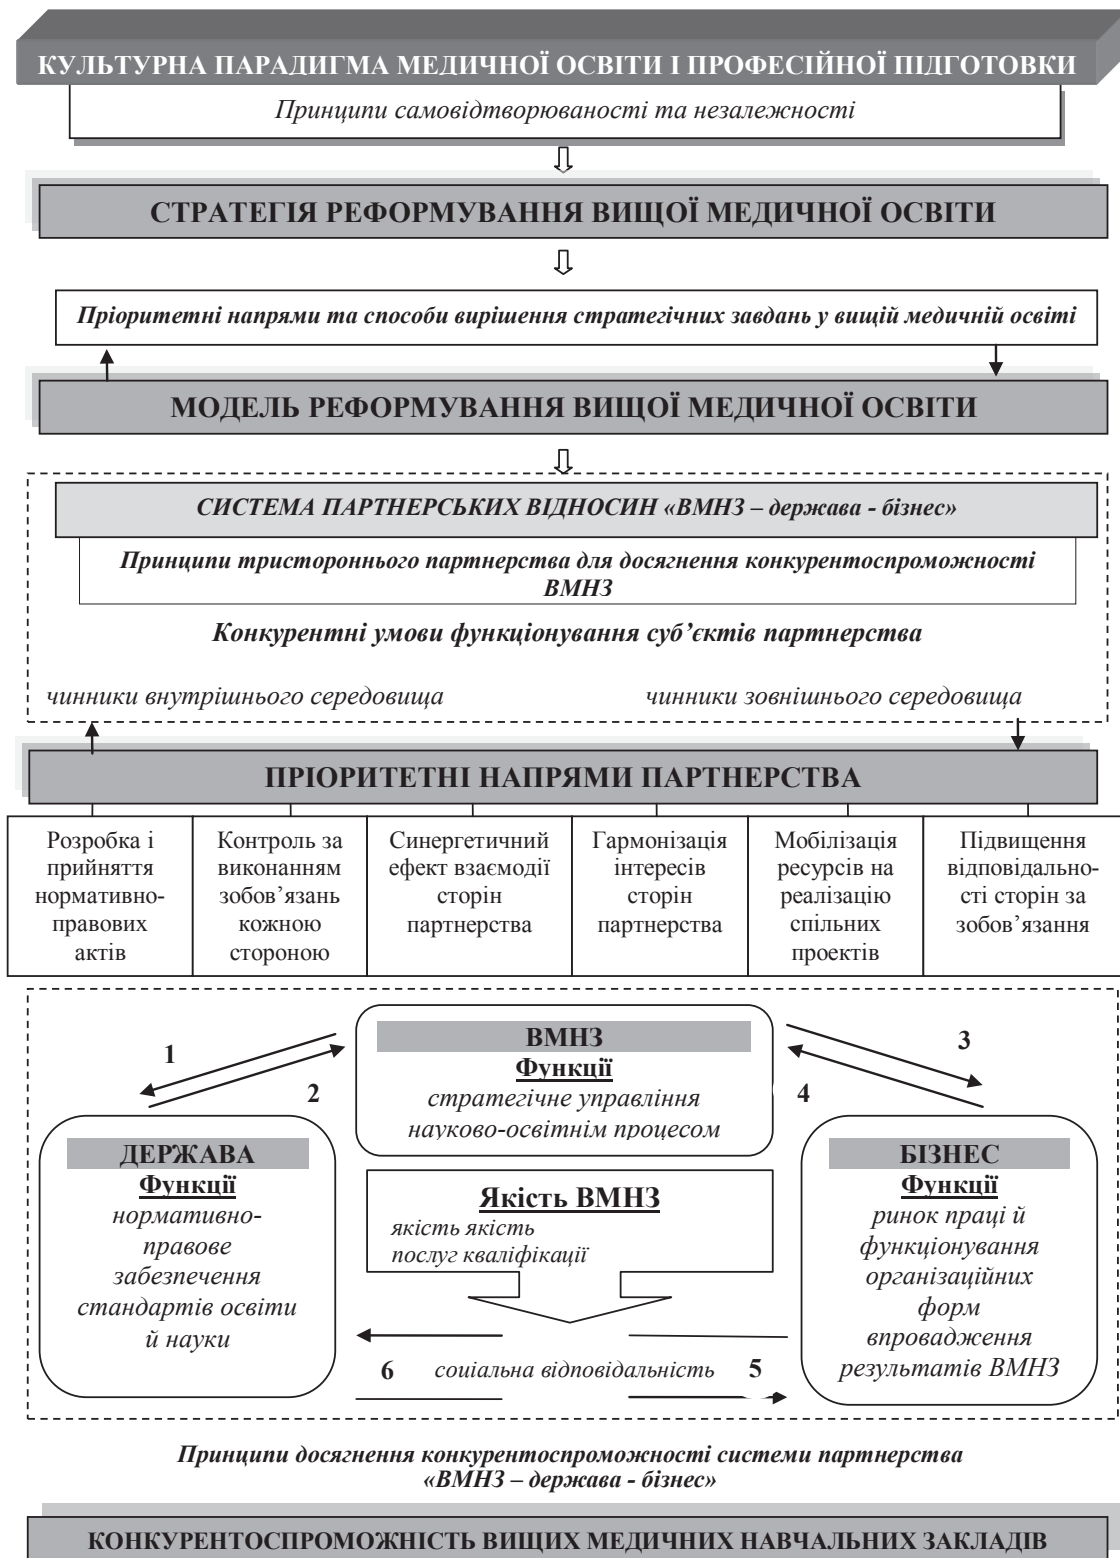 КУЛЬТУРНА ПАРАДИГМА МЕДИЧНОЇ ОСВІТИ І ПРОФЕСІЙНОЇ ПІДГОТОВКИ
Принципи самовідтворюваності та незалежності
СТРАТЕГІЯ РЕФОРМУВАННЯ ВИЩОЇ МЕДИЧНОЇ ОСВІТИ
Пріоритетні напрями та способи вирішення стратегічних завдань у вищій медичній освіті
МОДЕЛЬ РЕФОРМУВАННЯ ВИЩОЇ МЕДИЧНОЇ ОСВІТИ
СИСТЕМА ПАРТНЕРСЬКИХ ВІДНОСИН «ВМНЗ – держава - бізнес»
Принципи тристороннього партнерства для досягнення конкурентоспроможності
ВМНЗ
Конкурентні умови функціонування суб’єктів партнерства
чинники внутрішнього середовища
чинники зовнішнього середовища
ПРІОРИТЕТНІ НАПРЯМИ ПАРТНЕРСТВА
Розробка і
прийняття
нормативно-
правових
актів
Контроль за
виконанням
зобов’язань
кожною
стороною
Синергетичний
ефект взаємодії
сторін
партнерства
Гармонізація
інтересів
сторін
партнерства
Мобілізація
ресурсів на
реалізацію
спільних
проектів
Підвищення
відповідально-
сті сторін за
зобов’язання
1
2
ВМНЗ
Функції
стратегічне управління
науково-освітнім процесом
3
4
ДЕРЖАВА
Функції
нормативно-
правове
забезпечення
стандартів освіти
й науки
Якість ВМНЗ
якість якість
послуг кваліфікації
БІЗНЕС
Функції
ринок праці й
функціонування
організаційних
форм
впровадження
результатів ВМНЗ
6 соціальна відповідальність 5
Принципи досягнення конкурентоспроможності системи партнерства
«ВМНЗ – держава - бізнес»
КОНКУРЕНТОСПРОМОЖНІСТЬ ВИЩИХ МЕДИЧНИХ НАВЧАЛЬНИХ ЗАКЛАДІВ